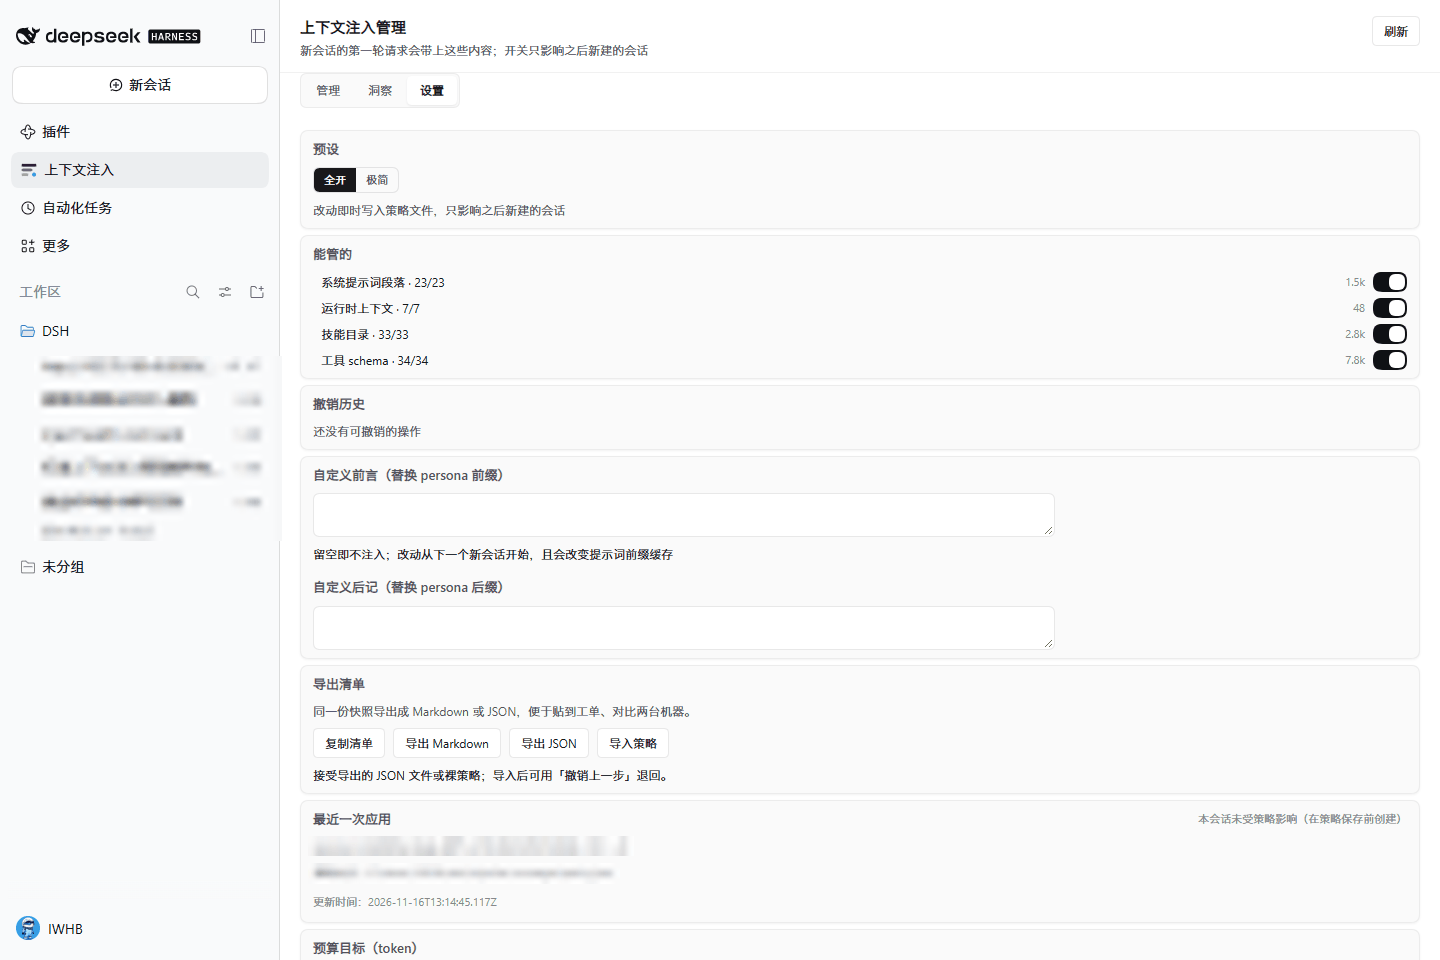 deepseek HARNESS
新会话
插件
上下文注入
自动化任务
更多
工作区
DSH
未分组
IWHB
上下文注入管理
新会话的第一轮请求会带上这些内容；开关只影响之后新建的会话
刷新
管理
洞察
设置
预设
全开
极简
改动即时写入策略文件，只影响之后新建的会话
能管的
系统提示词段落 · 23/23
1.5k
运行时上下文 · 7/7
48
技能目录 · 33/33
2.8k
工具 schema · 34/34
7.8k
撤销历史
还没有可撤销的操作
自定义前言（替换 persona 前缀）
留空即不注入；改动从下一个新会话开始，且会改变提示词前缀缓存
自定义后记（替换 persona 后缀）
导出清单
同一份快照导出成 Markdown 或 JSON，便于贴到工单、对比两台机器。
复制清单
导出 Markdown
导出 JSON
导入策略
接受导出的 JSON 文件或裸策略；导入后可用「撤销上一步」退回。
最近一次应用
本会话未受策略影响（在策略保存前创建）
更新时间：2026-11-16T13:14:45.117Z
预算目标（token）